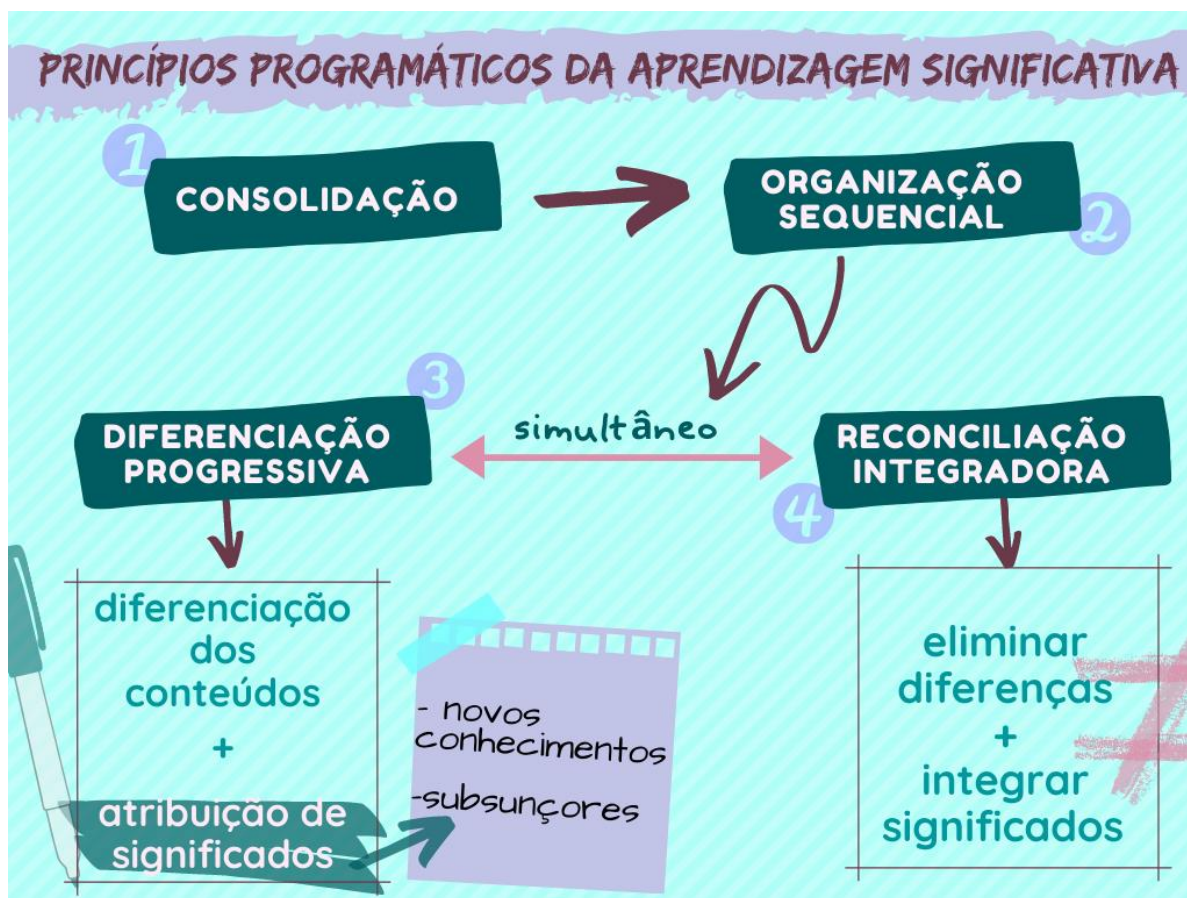 PRINCÍPIOS PROGRAMÁTICOS DA APRENDIZAGEM SIGNIFICATIVA
1
CONSOLIDAÇÃO
ORGANIZAÇÃO
SEQUENCIAL
2
3
DIFERENCIAÇÃO
PROGRESSIVA
simultâneo
RECONCILIAÇÃO
INTEGRADORA
4
diferenciação
dos
conteúdos
+
atribuição de
significados
- novos
conhecimentos
-subsunçores
eliminar
diferenças
+
integrar
significados